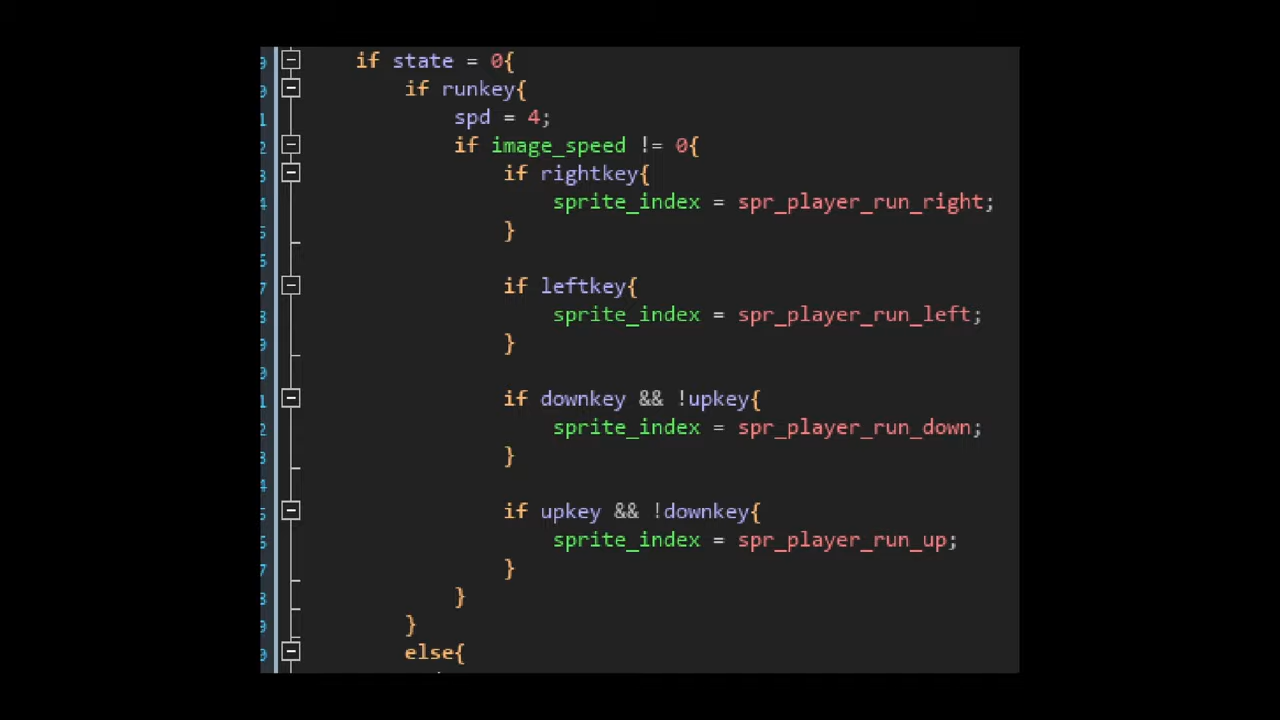 if state = 0{
if runkey{
spd = 4;
if image_speed != 0{
if rightkey{
sprite_index = spr_player_run_right;
}
if leftkey{
sprite_index = spr_player_run_left;
}
if downkey && !upkey{
sprite_index = spr_player_run_down;
}
if upkey && !downkey{
sprite_index = spr_player_run_up;
}
}
}
else{